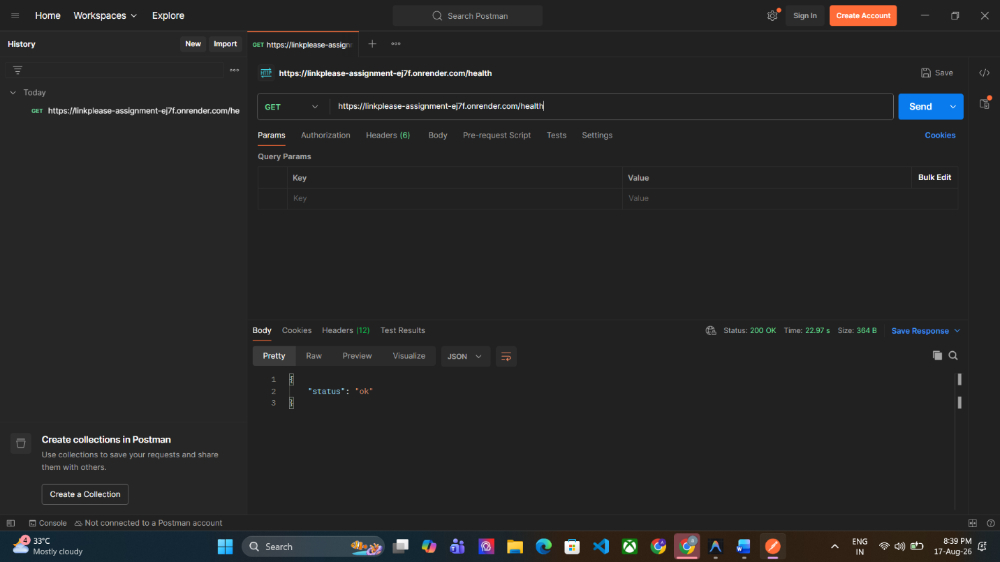 Home Workspaces Explore
Search Postman
Sign In Create Account
History New Import
GET https://linkplease-assignn
HTTP https://linkplease-assignment-ej7f.onrender.com/health
Save </>
Today
GET https://linkplease-assignment-ej7f.onrender.com/he
GET https://linkplease-assignment-ej7f.onrender.com/health
Send
Params Authorization Headers (6) Body Pre-request Script Tests Settings Cookies
Query Params
Key Value Bulk Edit
Key Value
Body Cookies Headers (12) Test Results Status: 200 OK Time: 22.97 s Size: 364 B Save Response
Pretty Raw Preview Visualize JSON
1 {
2 "status": "ok"
3 }
Create collections in Postman
Use collections to save your requests and share
them with others.
Create a Collection
Console Not connected to a Postman account
4 33°C
Mostly cloudy
Search
ENG
IN
8:39 PM
17-Aug-26